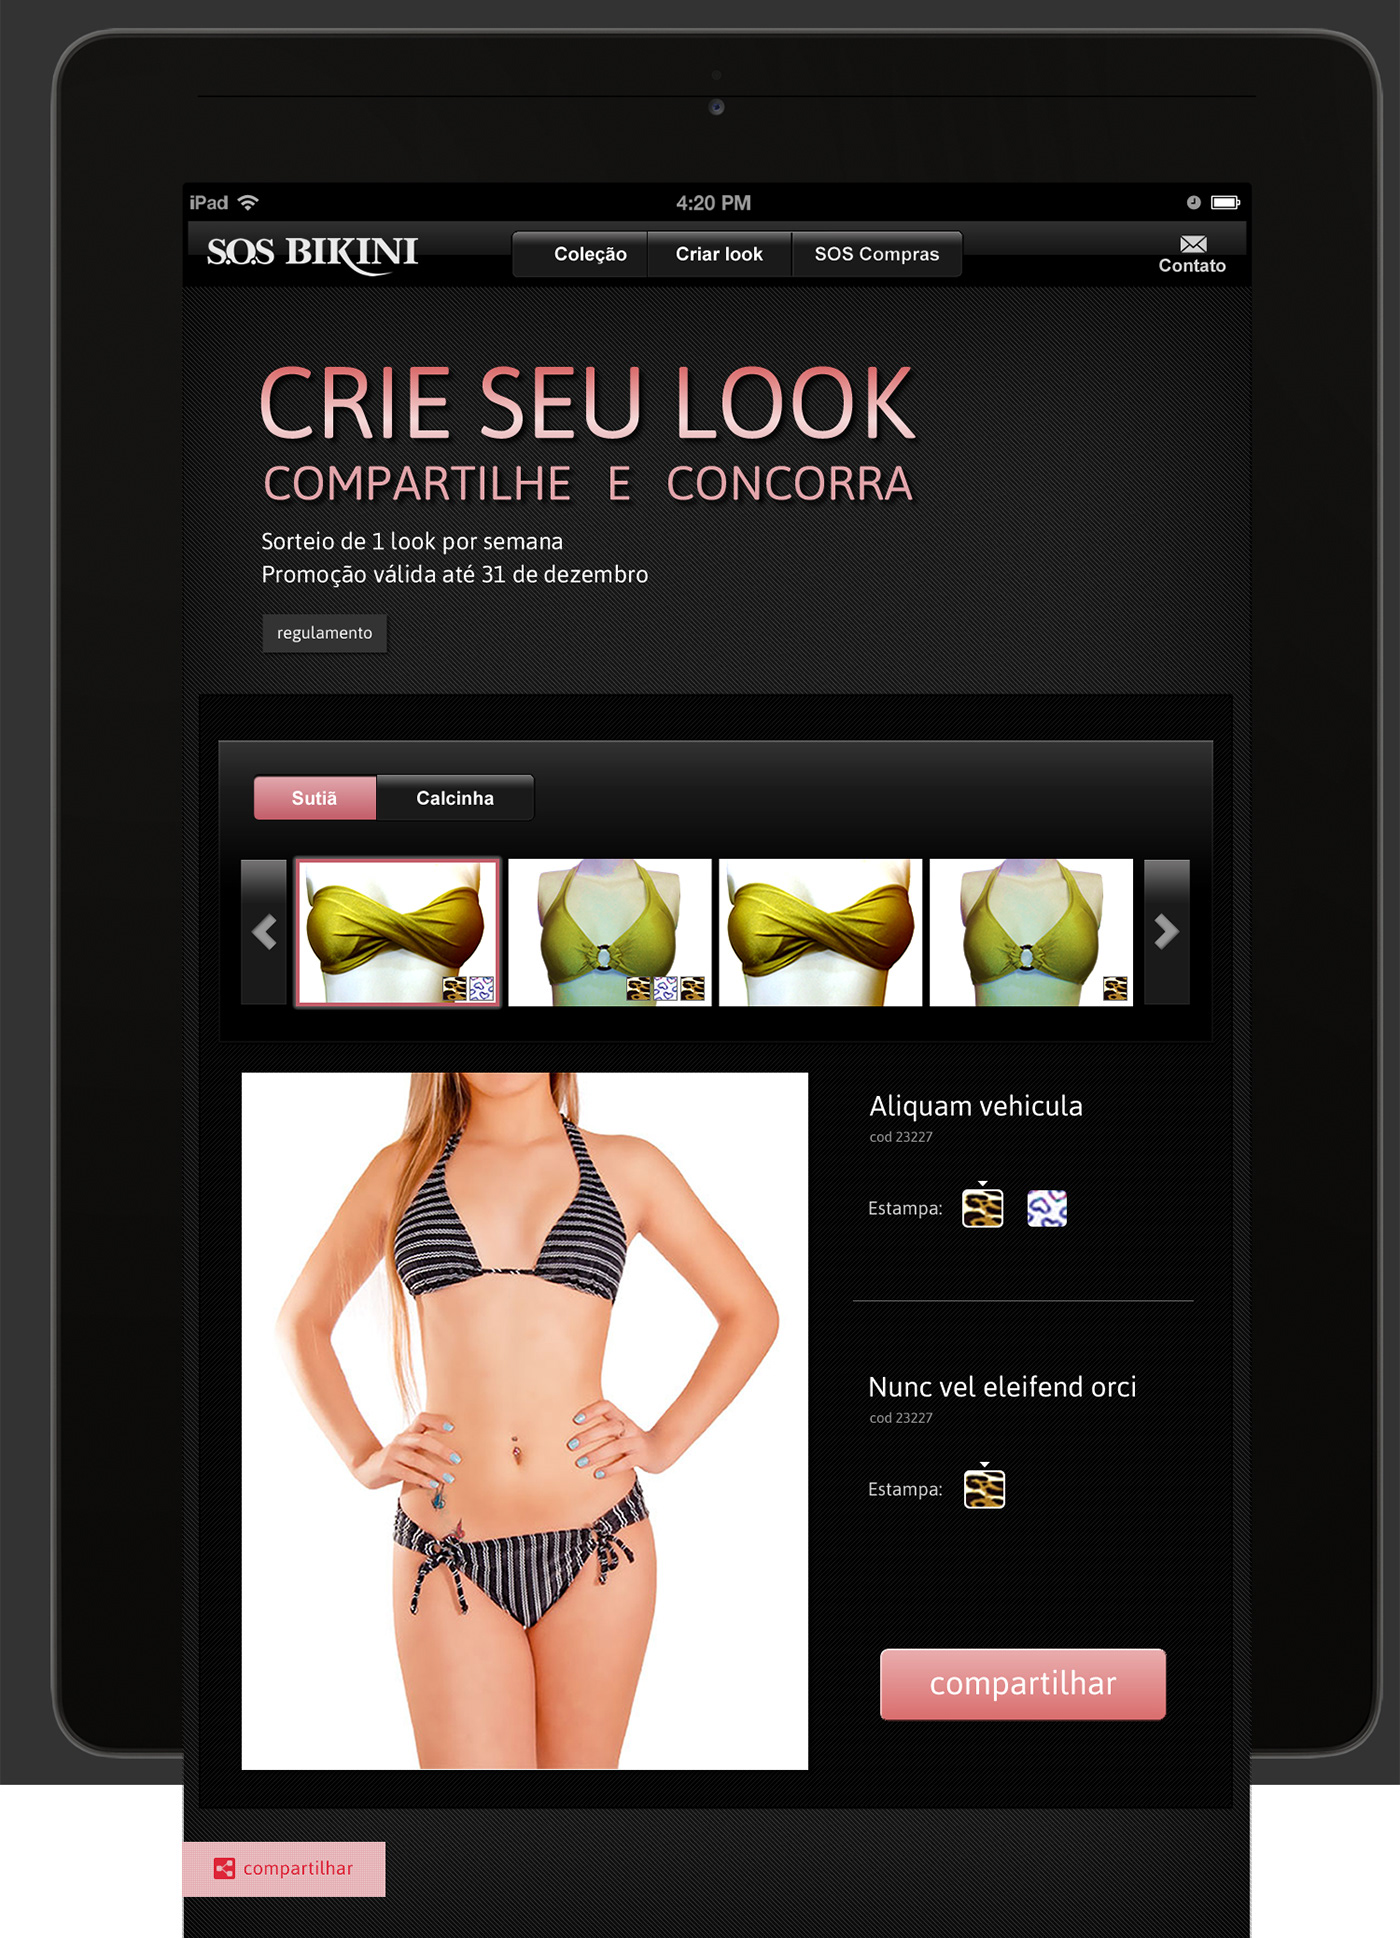 iPad
4:20 PM
S.O.S BIKINI
Coleção
Criar look
SOS Compras
Contato
CRIE SEU LOOK
COMPARTILHE E CONCORRA
Sorteio de 1 look por semana
Promoção válida até 31 de dezembro
regulamento
Sutiã
Calcinha
Aliquam vehicula
cod 23227
Estampa:
Nunc vel eleifend orci
cod 23227
Estampa:
compartilhar
compartilhar